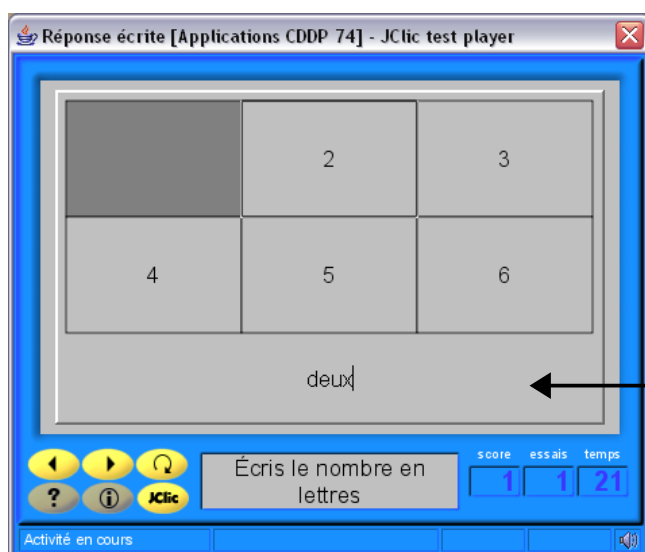 Réponse écrite [Applications CDDP 74] - JClic test player
2 3
4 5 6
deux
Écris le nombre en
lettres
score essais temps
1 1 21
? i JClic
Activité en cours